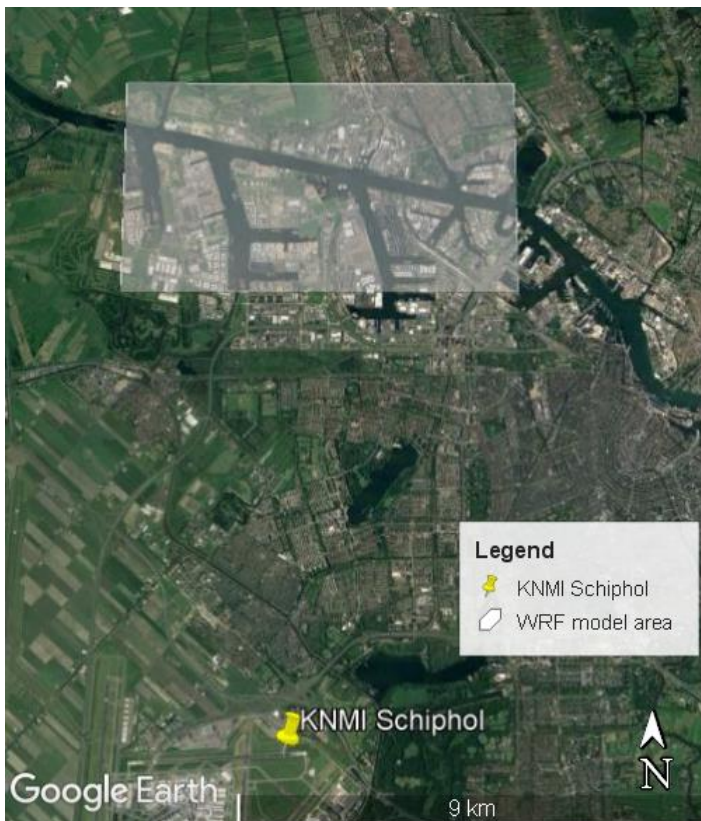 Legend
KNMI Schiphol
WRF model area
KNMI Schiphol
N
Google Earth
9 km